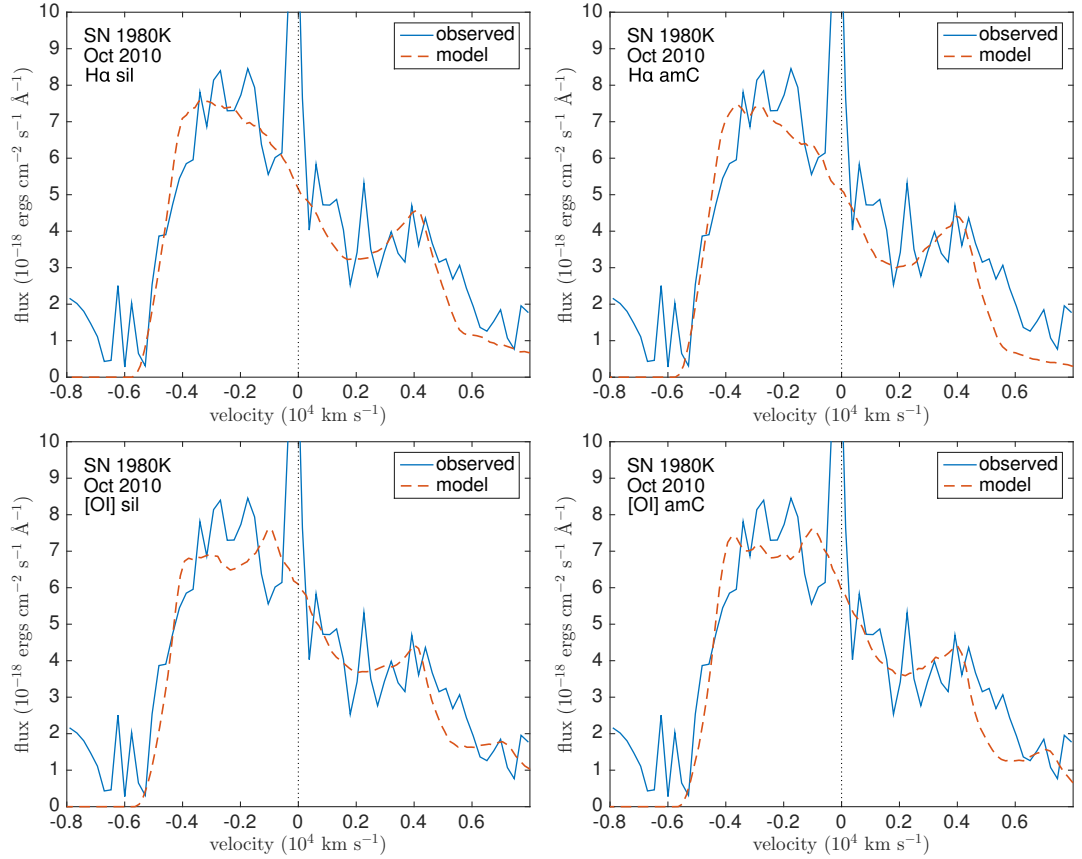 SN 1980K
Oct 2010
Hα sil
observed
model
10
9
8
7
6
5
4
3
2
1
0
flux (10⁻¹⁸ ergs cm⁻² s⁻¹ Å⁻¹)
-0.8 -0.6 -0.4 -0.2 0 0.2 0.4 0.6
velocity (10⁴ km s⁻¹)
SN 1980K
Oct 2010
Hα amC
observed
model
10
9
8
7
6
5
4
3
2
1
0
flux (10⁻¹⁸ ergs cm⁻² s⁻¹ Å⁻¹)
-0.8 -0.6 -0.4 -0.2 0 0.2 0.4 0.6
velocity (10⁴ km s⁻¹)
SN 1980K
Oct 2010
[OI] sil
observed
model
10
9
8
7
6
5
4
3
2
1
0
flux (10⁻¹⁸ ergs cm⁻² s⁻¹ Å⁻¹)
-0.8 -0.6 -0.4 -0.2 0 0.2 0.4 0.6
velocity (10⁴ km s⁻¹)
SN 1980K
Oct 2010
[OI] amC
observed
model
10
9
8
7
6
5
4
3
2
1
0
flux (10⁻¹⁸ ergs cm⁻² s⁻¹ Å⁻¹)
-0.8 -0.6 -0.4 -0.2 0 0.2 0.4 0.6
velocity (10⁴ km s⁻¹)